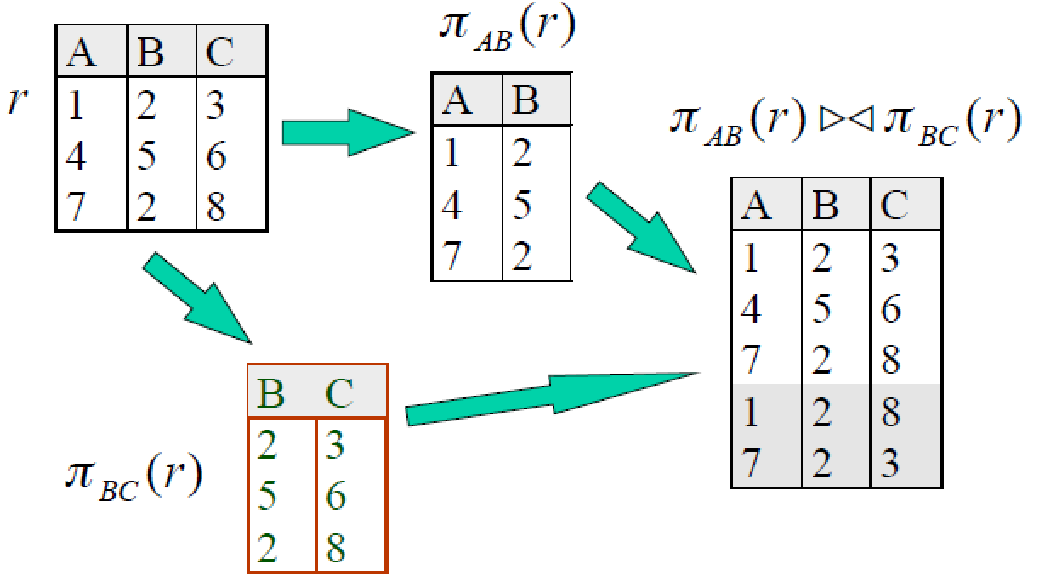 r
A B C
1 2 3
4 5 6
7 2 8
π_AB(r)
A B
1 2
4 5
7 2
π_BC(r)
B C
2 3
5 6
2 8
π_AB(r) ⊳⊲ π_BC(r)
A B C
1 2 3
4 5 6
7 2 8
1 2 8
7 2 3